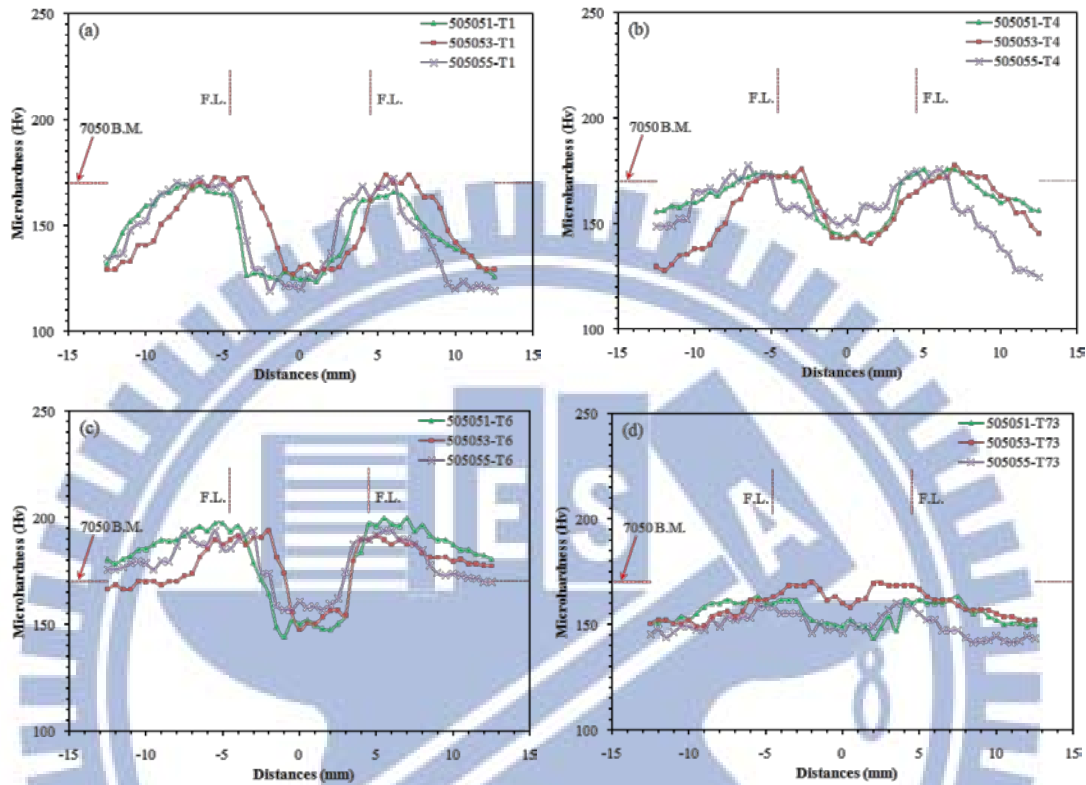 (a)
505051-T1
505053-T1
505055-T1
F.L.
F.L.
7050 B.M.
Microhardness (Hv)
250
200
150
100
-15
-10
-5
0
5
10
15
Distances (mm)
(b)
505051-T4
505053-T4
505055-T4
F.L.
F.L.
7050 B.M.
Microhardness (Hv)
250
200
150
100
-15
-10
-5
0
5
10
15
Distances (mm)
(c)
505051-T6
505053-T6
505055-T6
F.L.
F.L.
7050 B.M.
Microhardness (Hv)
250
200
150
100
-15
-10
-5
0
5
10
15
Distances (mm)
(d)
505051-T73
505053-T73
505055-T73
F.L.
F.L.
7050 B.M.
Microhardness (Hv)
250
200
150
100
-15
-10
-5
0
5
10
15
Distances (mm)
E S A
8